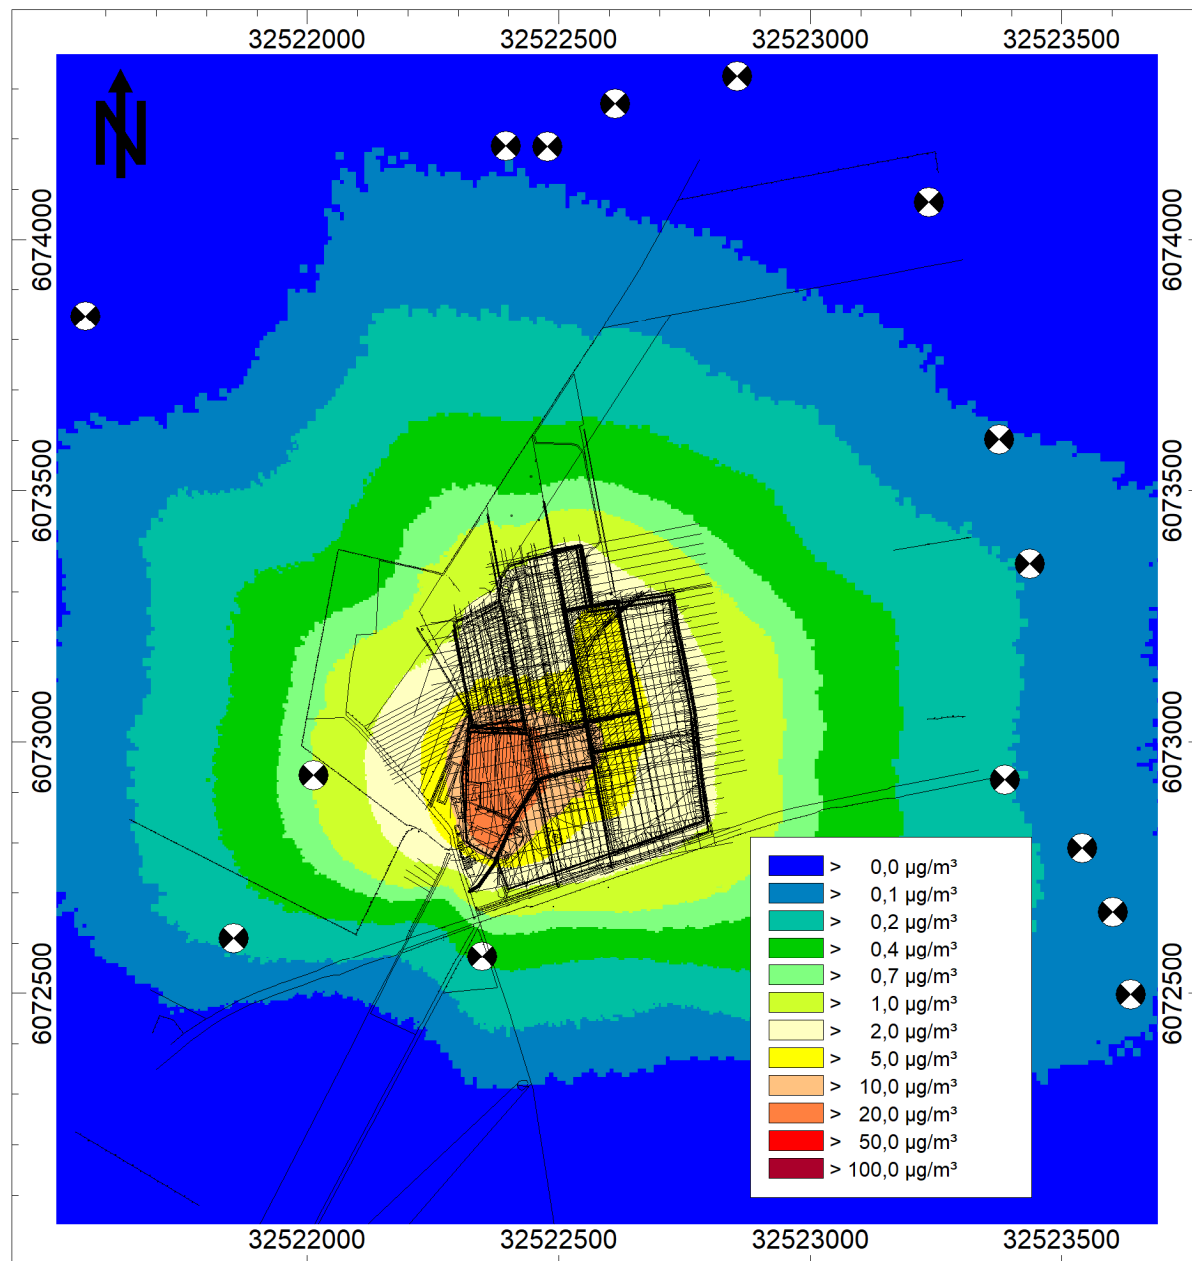 32522000 32522500 32523000 32523500
N
6074000 6074000
6073500 6073500
6073000 6073000
6072500 6072500
> 0,0 µg/m³
> 0,1 µg/m³
> 0,2 µg/m³
> 0,4 µg/m³
> 0,7 µg/m³
> 1,0 µg/m³
> 2,0 µg/m³
> 5,0 µg/m³
> 10,0 µg/m³
> 20,0 µg/m³
> 50,0 µg/m³
> 100,0 µg/m³
32522000 32522500 32523000 32523500